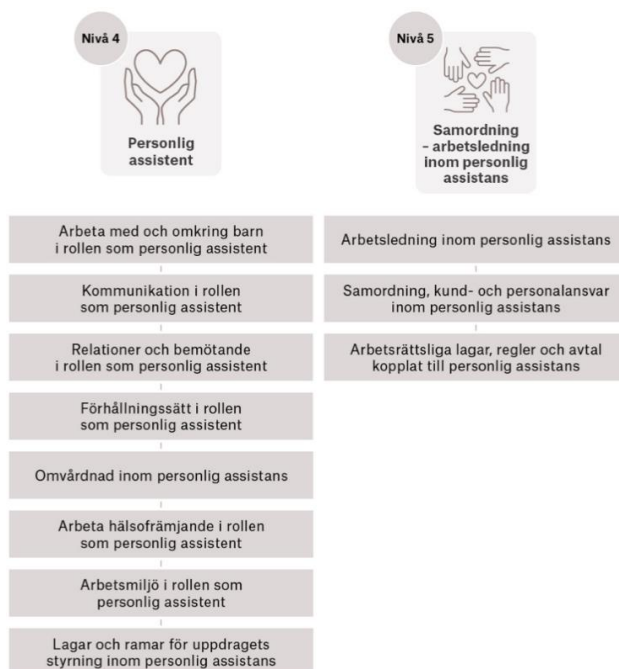 Nivå 4
Personlig
assistent
Arbeta med och omkring barn
i rollen som personlig assistent
Kommunikation i rollen
som personlig assistent
Relationer och bemötande
i rollen som personlig assistent
Förhållningssätt i rollen
som personlig assistent
Omvårdnad inom personlig assistans
Arbeta hälsofrämjande i rollen
som personlig assistent
Arbetsmiljö i rollen som
personlig assistent
Lagar och ramar för uppdragets
styrning inom personlig assistans
Nivå 5
Samordning
– arbetsledning
inom personlig
assistans
Arbetsledning inom personlig assistans
Samordning, kund- och personalansvar
inom personlig assistans
Arbetsrättsliga lagar, regler och avtal
kopplat till personlig assistans